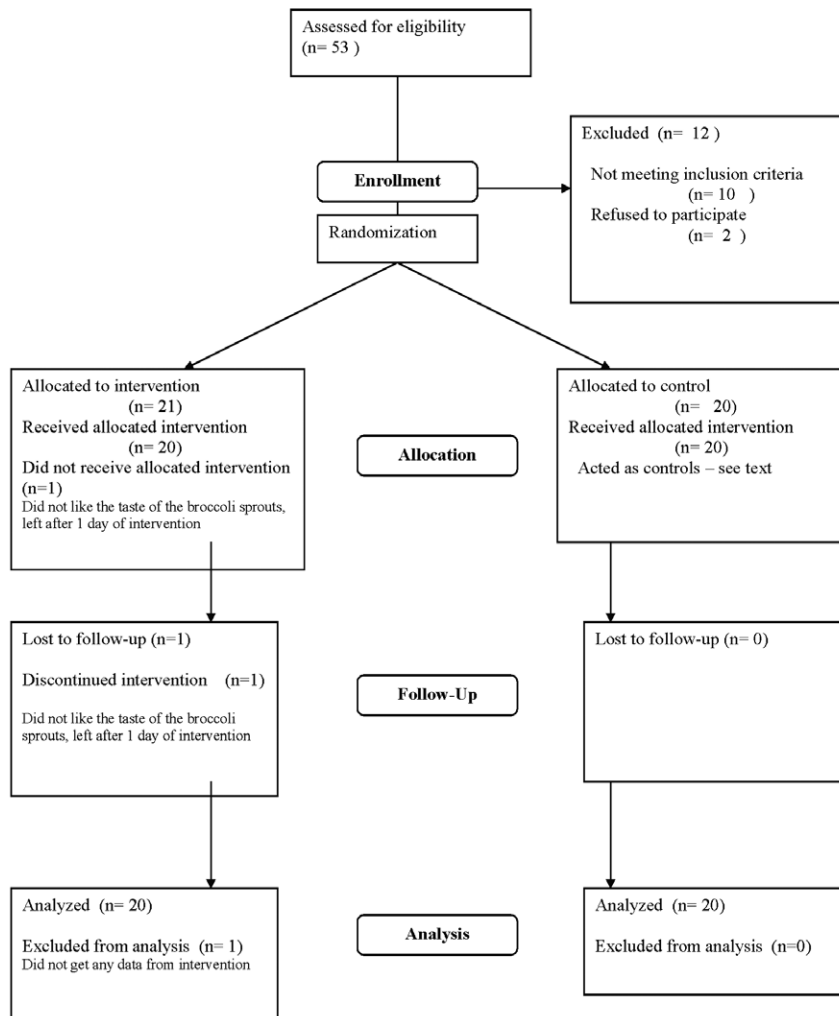 Assessed for eligibility
(n= 53 )
Excluded (n= 12 )
Not meeting inclusion criteria
(n= 10 )
Refused to participate
(n= 2 )
Enrollment
Randomization
Allocated to intervention
(n= 21)
Received allocated intervention
(n= 20)
Did not receive allocated intervention
(n=1)
Did not like the taste of the broccoli sprouts,
left after 1 day of intervention
Allocation
Allocated to control
(n= 20)
Received allocated intervention
(n= 20)
Acted as controls – see text
Lost to follow-up (n=1)
Discontinued intervention (n=1)
Did not like the taste of the broccoli
sprouts, left after 1 day of intervention
Follow-Up
Lost to follow-up (n= 0)
Analyzed (n= 20)
Excluded from analysis (n= 1)
Did not get any data from intervention
Analysis
Analyzed (n= 20)
Excluded from analysis (n=0)